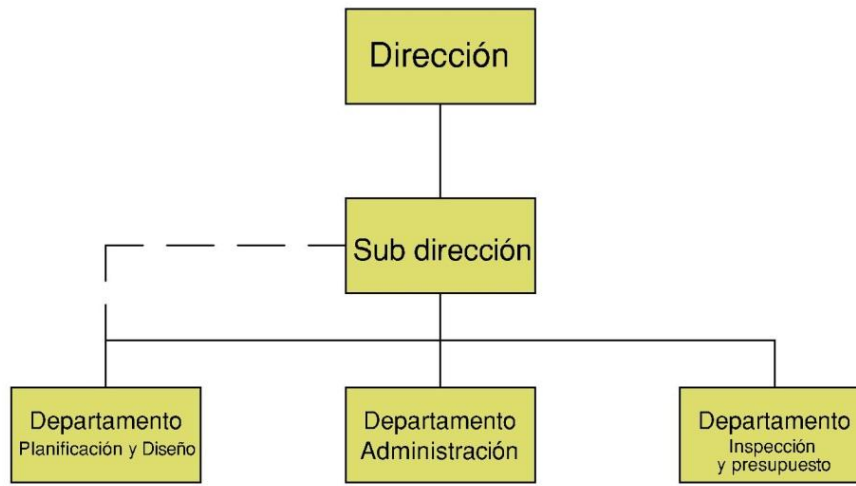 Dirección
Sub dirección
Departamento
Planificación y Diseño
Departamento
Administración
Departamento
Inspección
y presupuesto